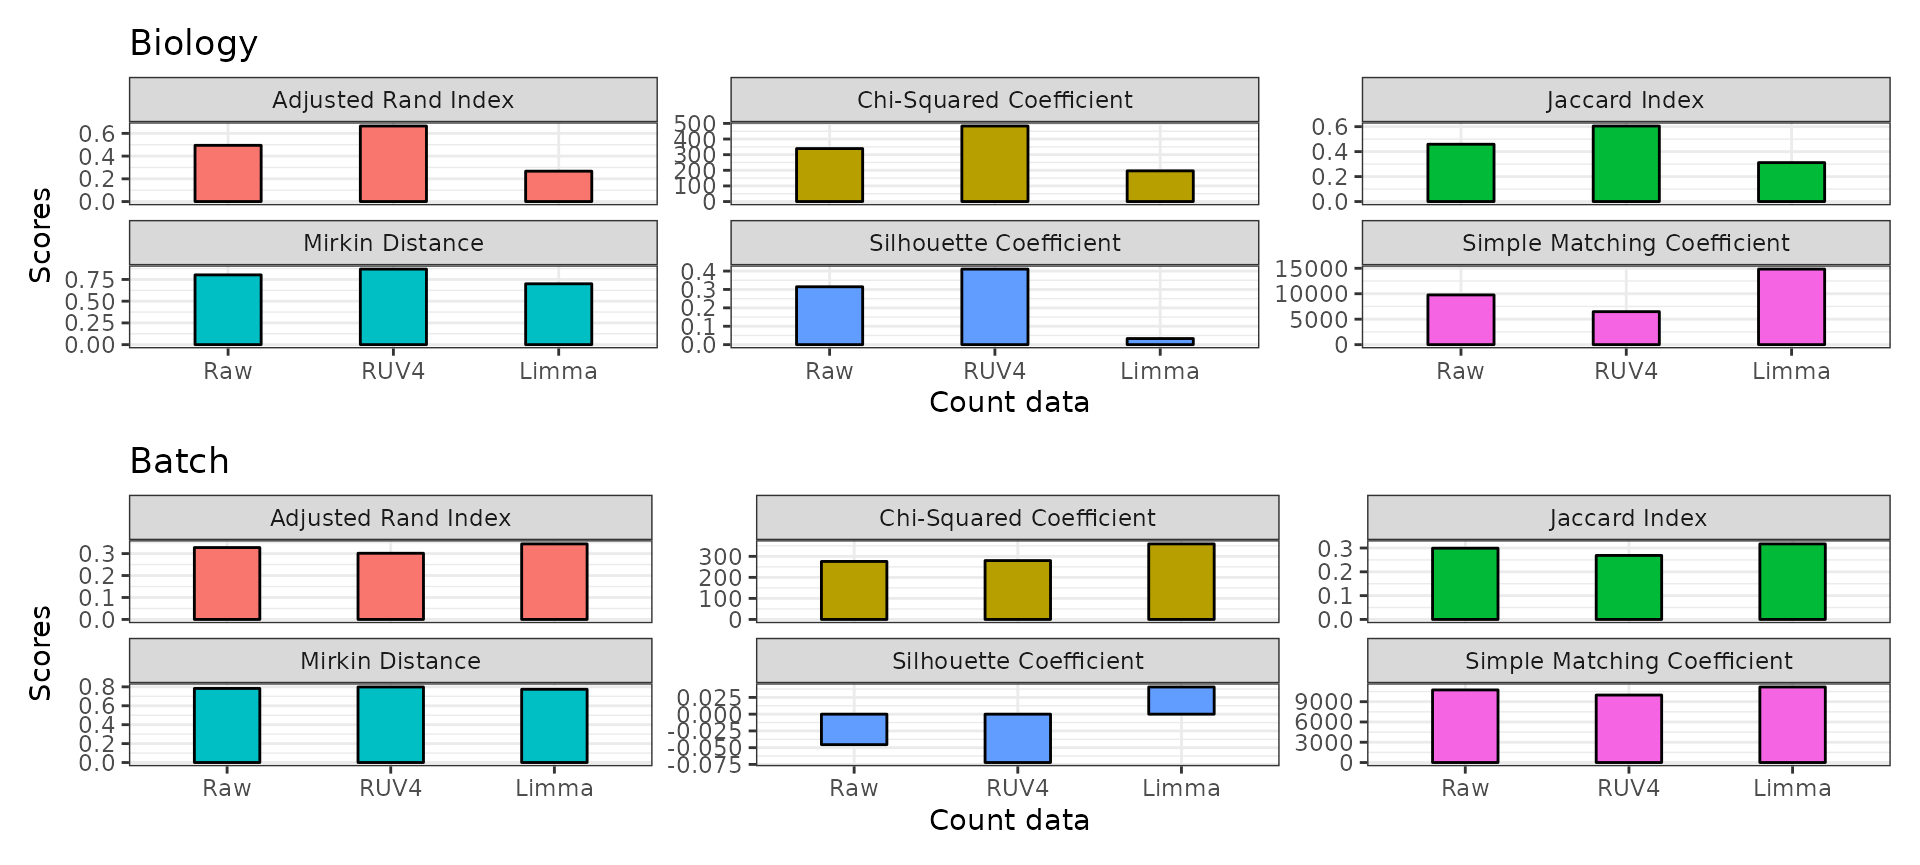 Biology
Adjusted Rand Index
Chi-Squared Coefficient
Jaccard Index
0.6
0.4
0.2
0.0
500
400
300
200
100
0
0.6
0.4
0.2
0.0
Scores
Mirkin Distance
Silhouette Coefficient
Simple Matching Coefficient
0.75
0.50
0.25
0.00
0.4
0.3
0.2
0.1
0.0
15000
10000
5000
0
Raw RUV4 Limma
Raw RUV4 Limma
Raw RUV4 Limma
Count data
Batch
Adjusted Rand Index
Chi-Squared Coefficient
Jaccard Index
0.3
0.2
0.1
0.0
300
200
100
0
0.3
0.2
0.1
0.0
Scores
Mirkin Distance
Silhouette Coefficient
Simple Matching Coefficient
0.8
0.6
0.4
0.2
0.0
0.025
0.000
-0.025
-0.050
-0.075
9000
6000
3000
0
Raw RUV4 Limma
Raw RUV4 Limma
Raw RUV4 Limma
Count data